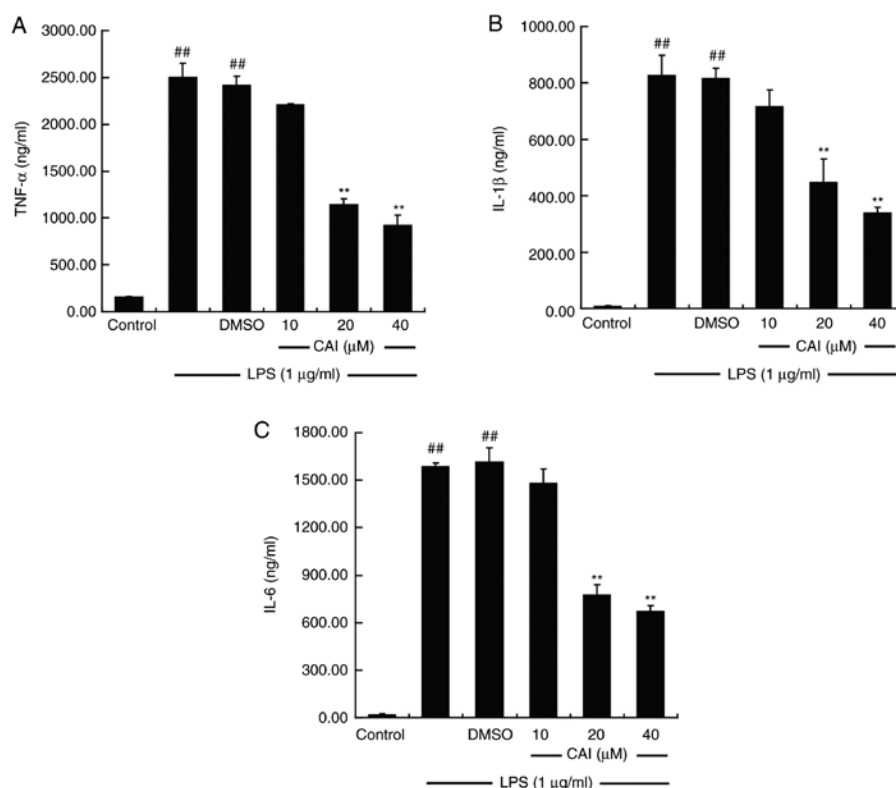 A
TNF-α (ng/ml)
3000.00
2500.00
2000.00
1500.00
1000.00
500.00
0.00
##
##
**
**
Control
DMSO
10
20
40
CAI (μM)
LPS (1 μg/ml)
B
IL-1β (ng/ml)
1000.00
800.00
600.00
400.00
200.00
0.00
##
##
**
**
Control
DMSO
10
20
40
CAI (μM)
LPS (1 μg/ml)
C
IL-6 (ng/ml)
1800.00
1500.00
1200.00
900.00
600.00
300.00
0.00
##
##
**
**
Control
DMSO
10
20
40
CAI (μM)
LPS (1 μg/ml)